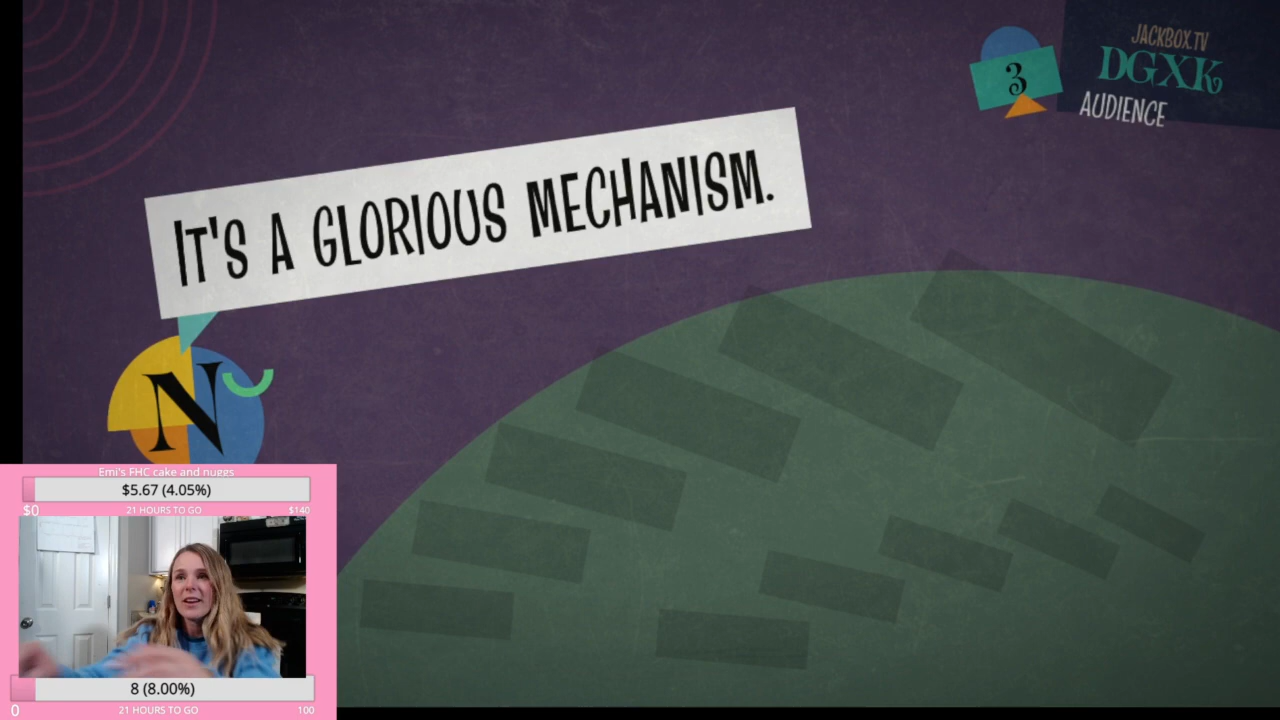 JACKBOX.TV
DGXK
3
AUDIENCE
IT'S A GLORIOUS MECHANISM.
N
Emi's FHC cake and nuggs
$5.67 (4.05%)
$0 21 HOURS TO GO $140
8 (8.00%)
0 21 HOURS TO GO 100